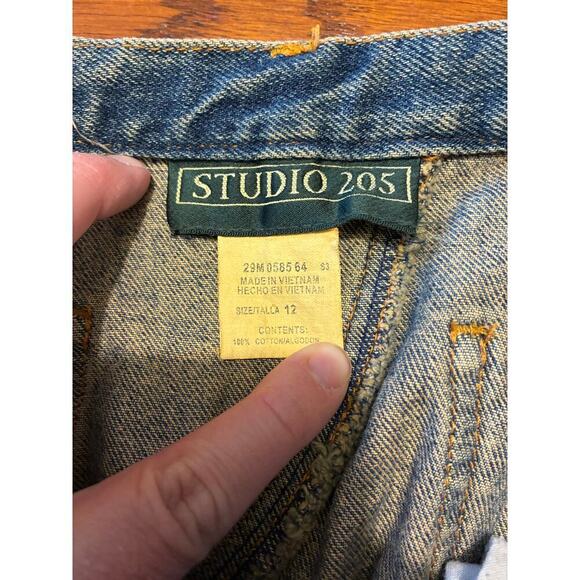 STUDIO 205
29M 0585 64 S3
MADE IN VIETNAM
HECHO EN VIETNAM
SIZE/TALLA 12
CONTENTS:
100% COTTON/ALGODON